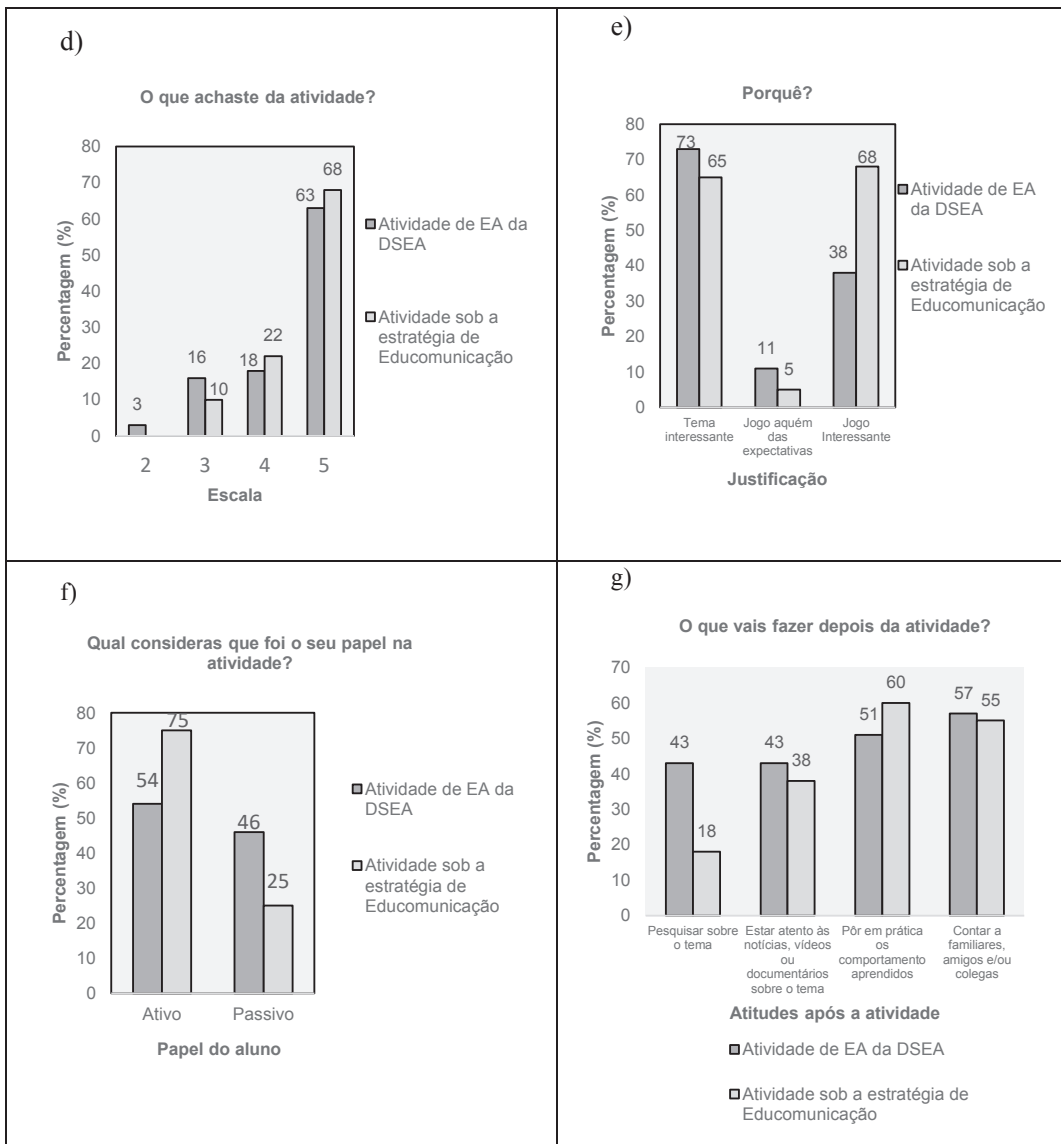 d)
O que achaste da atividade?
80
70
60
50
40
30
20
10
0
Percentagem (%)
3
16
10
18
22
63
68
2
3
4
5
Escala
Atividade de EA da
DSEA
Atividade sob a
estratégia de
Educomunicação
e)
Porquê?
80
70
60
50
40
30
20
10
0
Percentagem (%)
73
65
11
5
38
68
Tema
interessante
Jogo aquém
das
expectativas
Jogo
Interessante
Justificação
Atividade de EA
da DSEA
Atividade sob a
estratégia de
Educomunicação
f)
Qual consideras que foi o seu papel na
atividade?
80
70
60
50
40
30
20
10
0
Percentagem (%)
54
75
46
25
Ativo
Passivo
Papel do aluno
Atividade de EA da
DSEA
Atividade sob a
estratégia de
Educomunicação
g)
O que vais fazer depois da atividade?
70
60
50
40
30
20
10
0
Percentagem (%)
43
18
43
38
51
60
57
55
Pesquisar sobre
o tema
Estar atento às
notícias, vídeos
ou
documentários
sobre o tema
Pôr em prática
os
comportamento
aprendidos
Contar a
familiares,
amigos e/ou
colegas
Atitudes após a atividade
Atividade de EA da DSEA
Atividade sob a estratégia de
Educomunicação